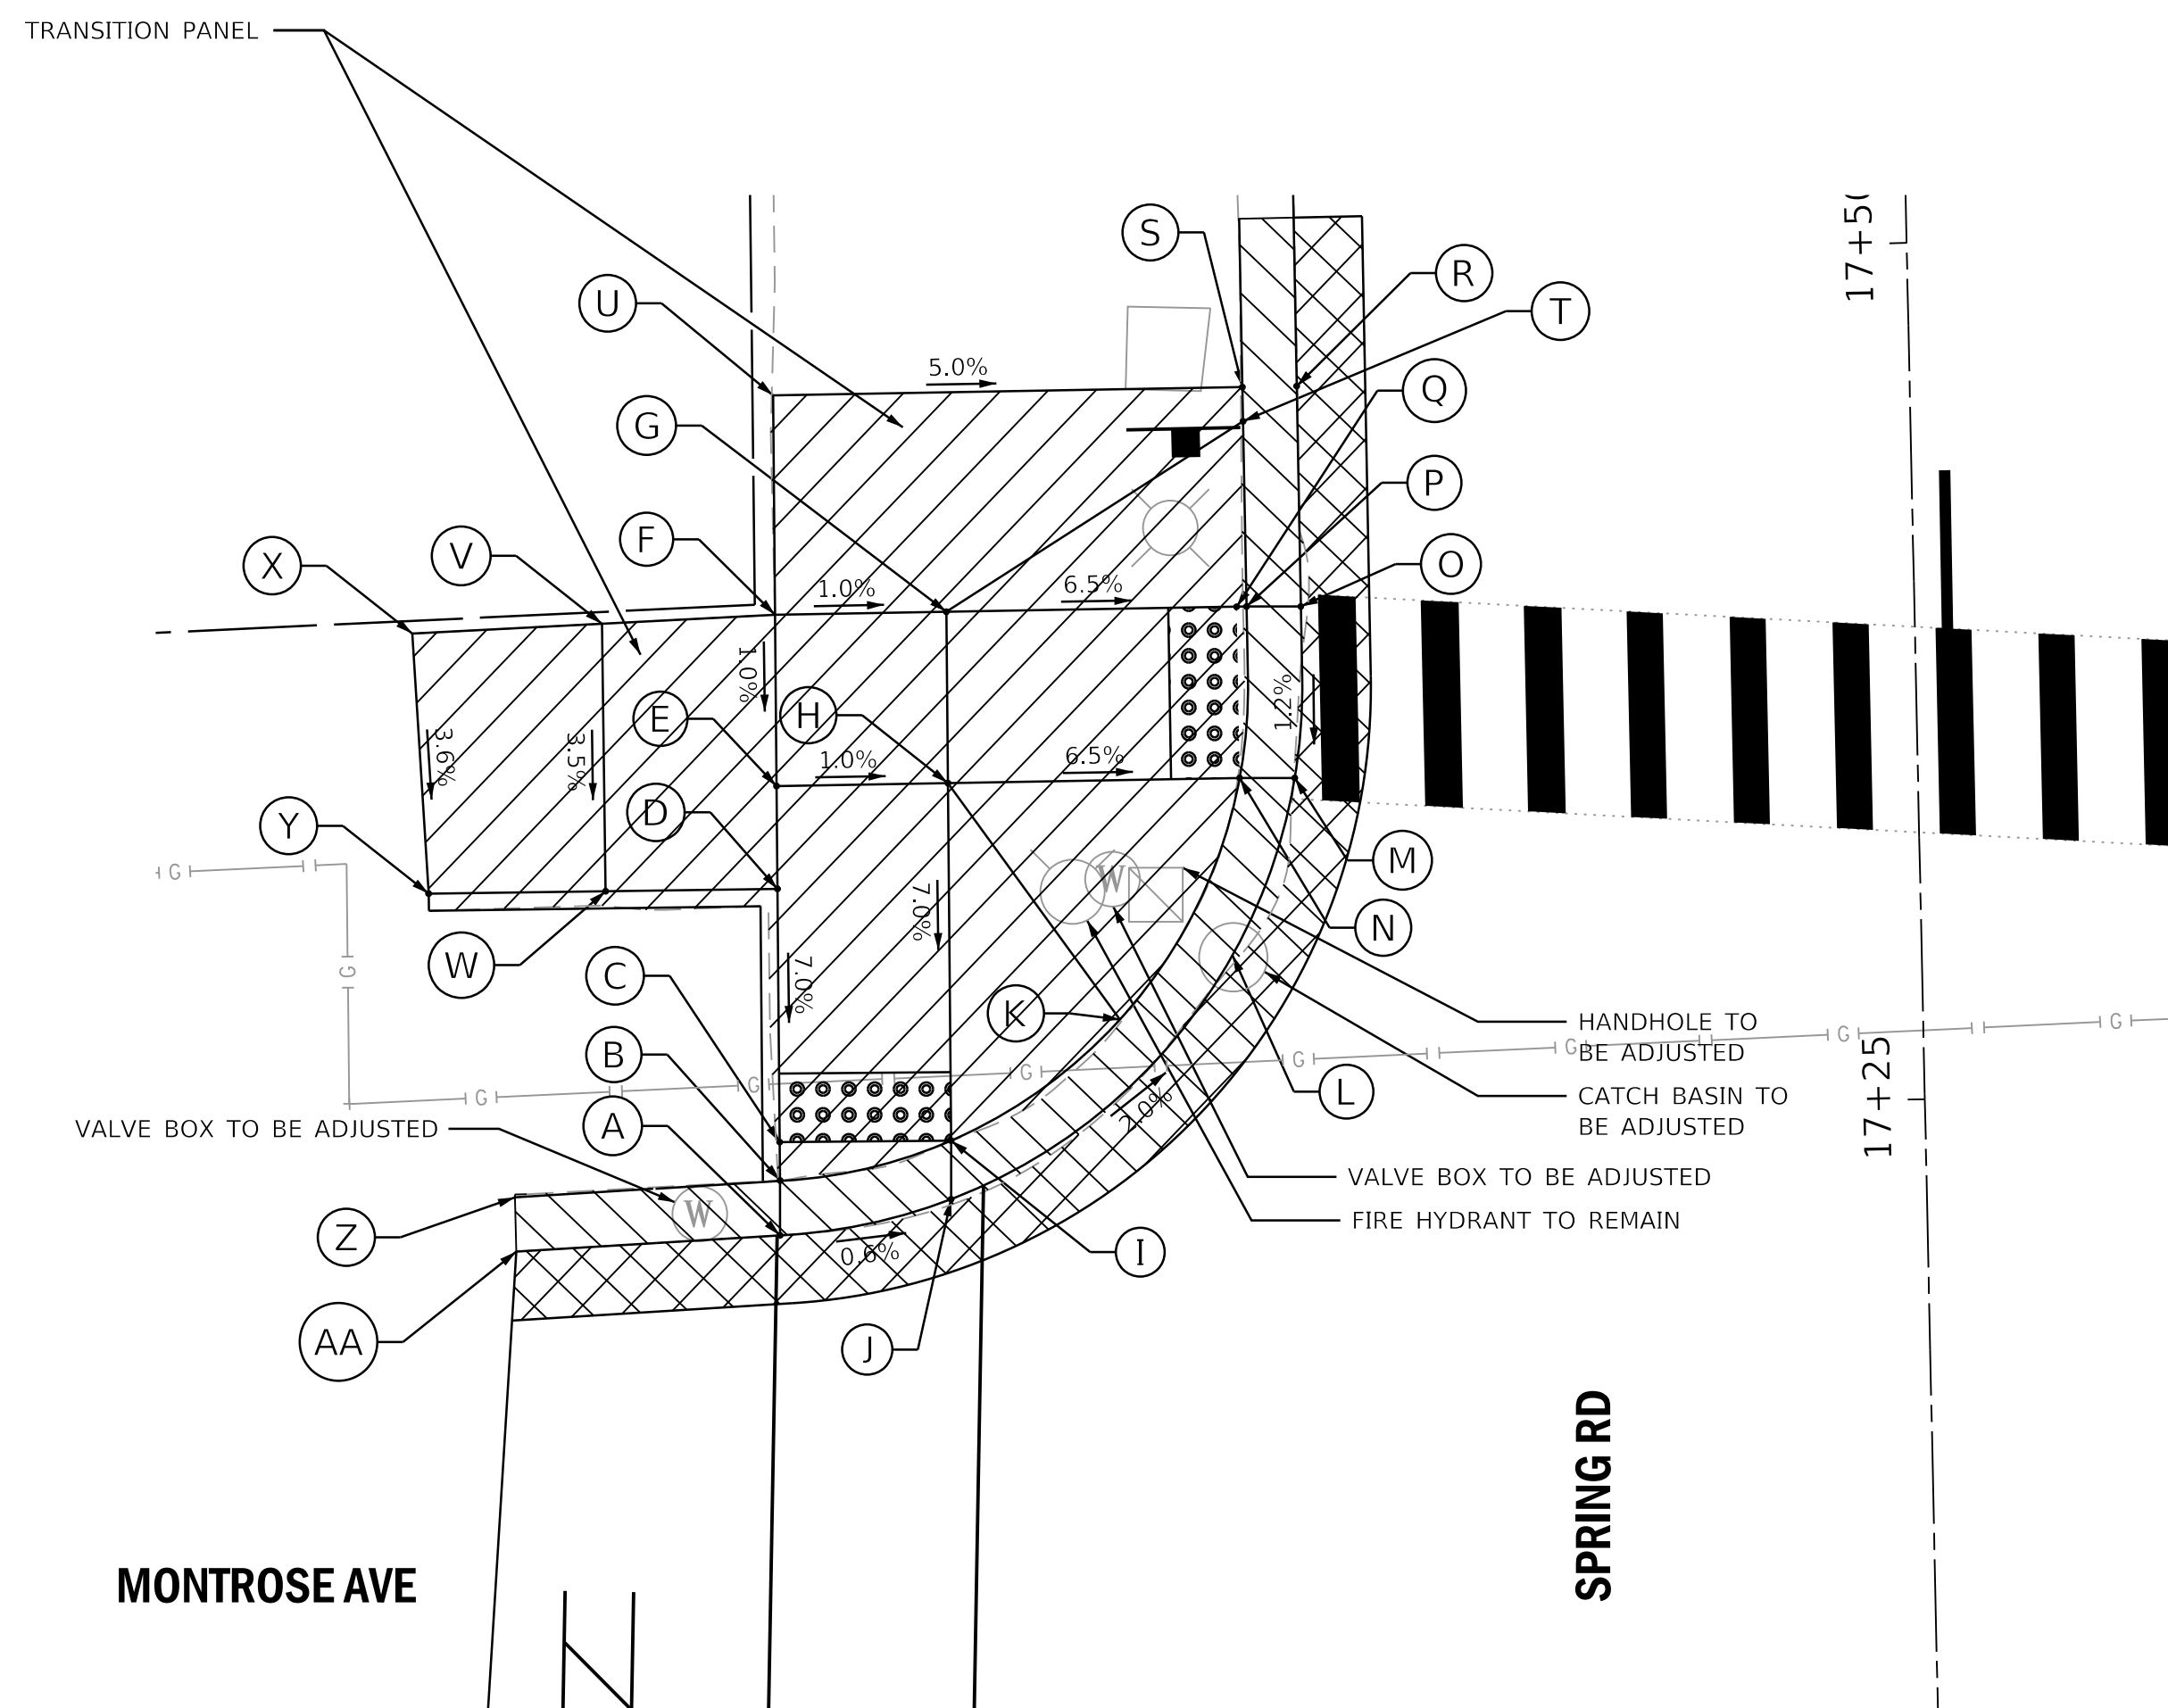 TRANSITION PANEL
17+5
S
R
U
T
5.0%
Q
G
P
F
V
X
O
1.0%
6.5%
1.0%
E
H
1.2%
3.6%
3.5%
1.0%
6.5%
D
Y
M
G
W
7.0%
N
W
C
7.0%
G
K
HANDHOLE TO
BE ADJUSTED
G
G
G
B
G
G
G
G
17+25
L
CATCH BASIN TO
BE ADJUSTED
A
2.0%
VALVE BOX TO BE ADJUSTED
VALVE BOX TO BE ADJUSTED
W
FIRE HYDRANT TO REMAIN
Z
0.6%
I
AA
J
SPRING RD
MONTROSE AVE